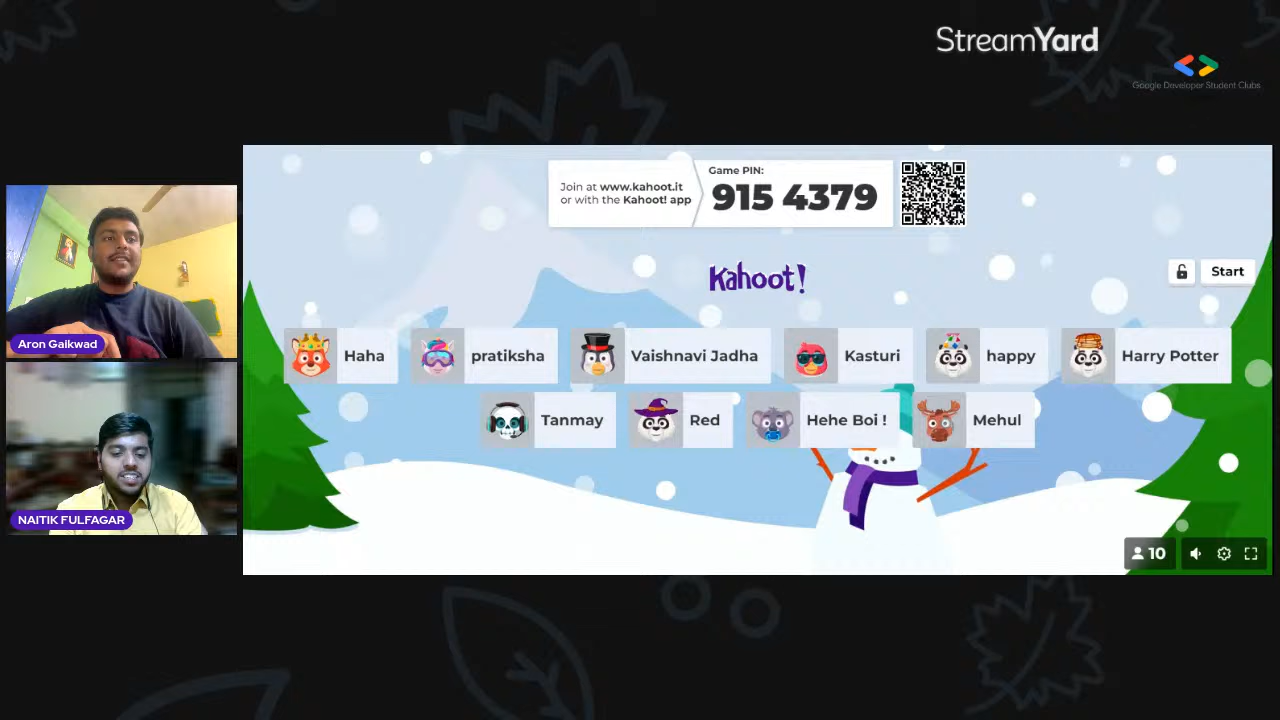 StreamYard
Google Developer Student Clubs
Join at www.kahoot.it
or with the Kahoot! app
Game PIN:
915 4379
Kahoot!
Start
Haha
pratiksha
Vaishnavi Jadha
Kasturi
happy
Harry Potter
Tanmay
Red
Hehe Boi !
Mehul
Aron Gaikwad
NAITIK FULFAGAR
10